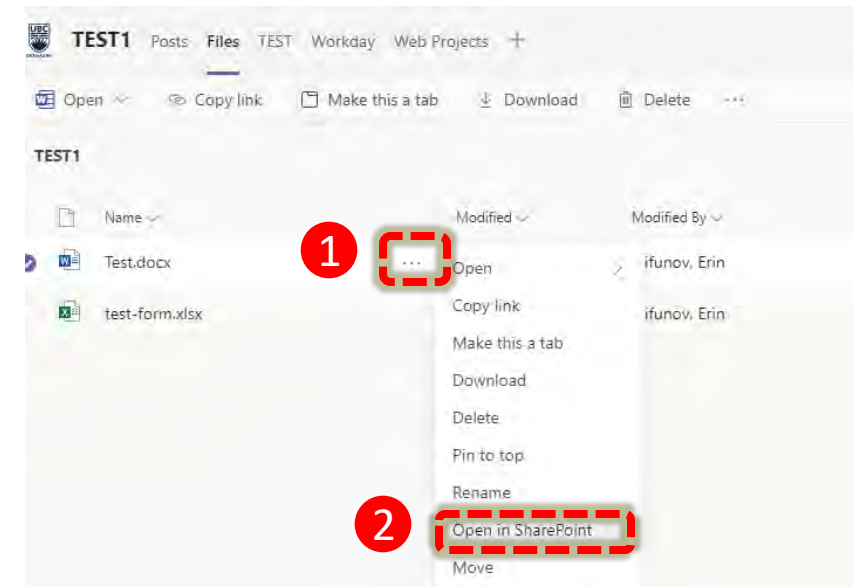 UBC
TEST1 Posts Files TEST Workday Web Projects +
Open Copy link Make this a tab Download Delete ...
TEST1
Name Modified Modified By
1
Test.docx ... Open ifunov, Erin
test-form.xlsx Copy link ifunov, Erin
Make this a tab
Download
Delete
Pin to top
Rename
2 Open in SharePoint
Move